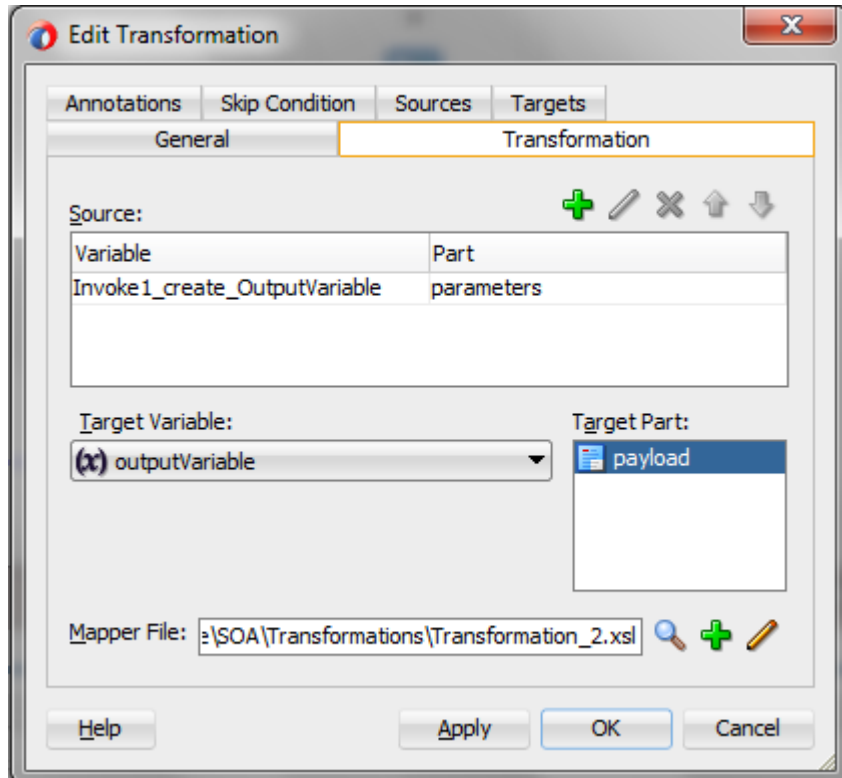 Edit Transformation
Annotations Skip Condition Sources Targets
General Transformation
Source:
Variable Part
Invoke1_create_OutputVariable parameters
Target Variable: Target Part:
(x) outputVariable payload
Mapper File: e\SOA\Transformations\Transformation_2.xsl
Help Apply OK Cancel